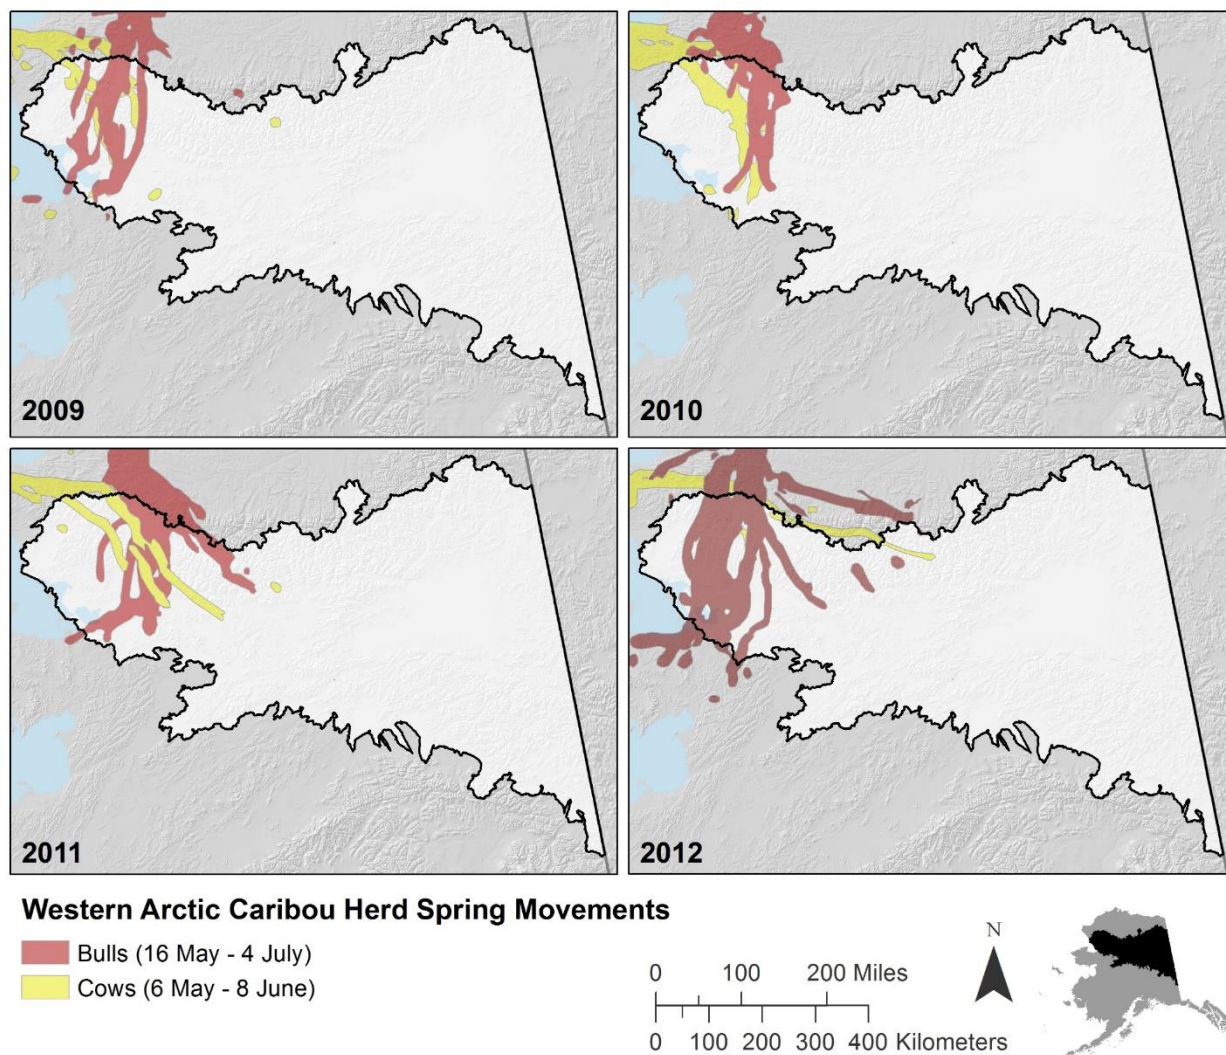 2009
2010
2011
2012
Western Arctic Caribou Herd Spring Movements
Bulls (16 May - 4 July)
Cows (6 May - 8 June)
0 100 200 Miles
0 100 200 300 400 Kilometers
N